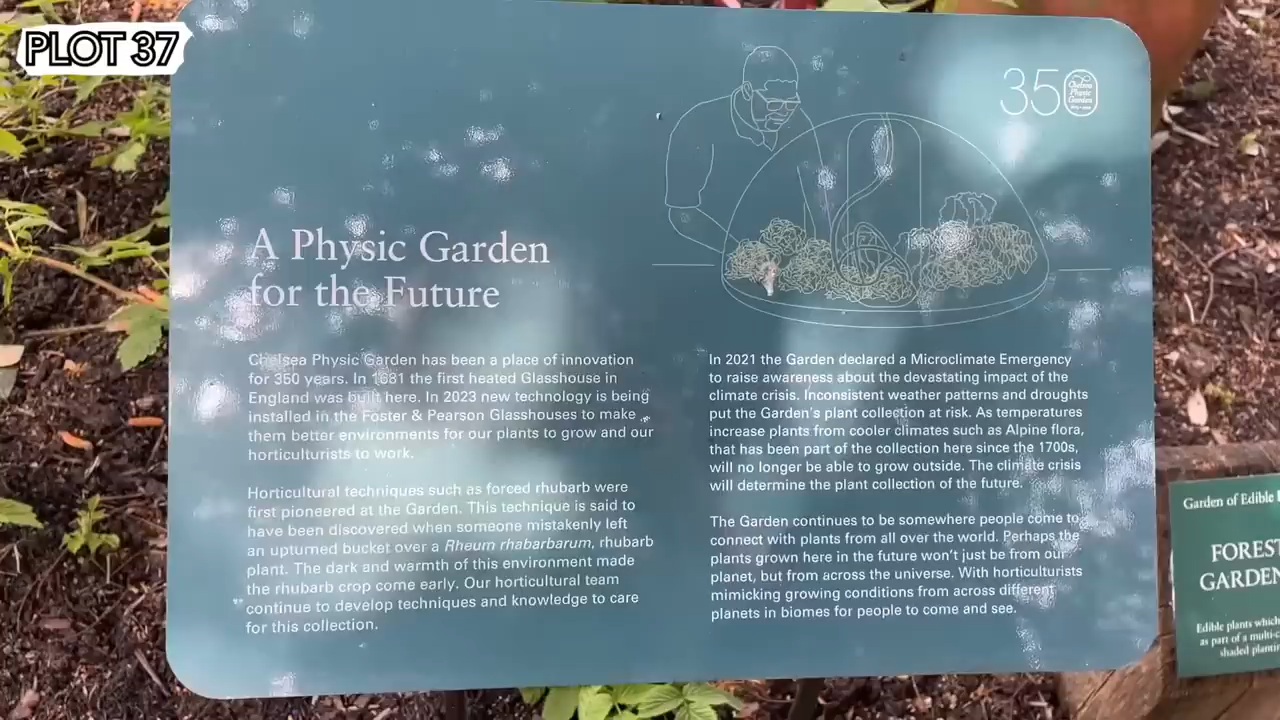 PLOT 37
350
Chelsea
Physic
Garden
A Physic Garden
for the Future
Chelsea Physic Garden has been a place of innovation
for 350 years. In 1681 the first heated Glasshouse in
England was built here. In 2023 new technology is being
installed in the Foster & Pearson Glasshouses to make
them better environments for our plants to grow and our
horticulturists to work.
Horticultural techniques such as forced rhubarb were
first pioneered at the Garden. This technique is said to
have been discovered when someone mistakenly left
an upturned bucket over a Rheum rhabarbarum, rhubarb
plant. The dark and warmth of this environment made
the rhubarb crop come early. Our horticultural team
continue to develop techniques and knowledge to care
for this collection.
In 2021 the Garden declared a Microclimate Emergency
to raise awareness about the devastating impact of the
climate crisis. Inconsistent weather patterns and droughts
put the Garden's plant collection at risk. As temperatures
increase plants from cooler climates such as Alpine flora,
that has been part of the collection here since the 1700s,
will no longer be able to grow outside. The climate crisis
will determine the plant collection of the future.
The Garden continues to be somewhere people come to
connect with plants from all over the world. Perhaps the
plants grown here in the future won't just be from our
planet, but from across the universe. With horticulturists
mimicking growing conditions from across different
planets in biomes for people to come and see.
Garden of Edible
FOREST
GARDEN
Edible plants which
as part of a multi-
shaded plantin